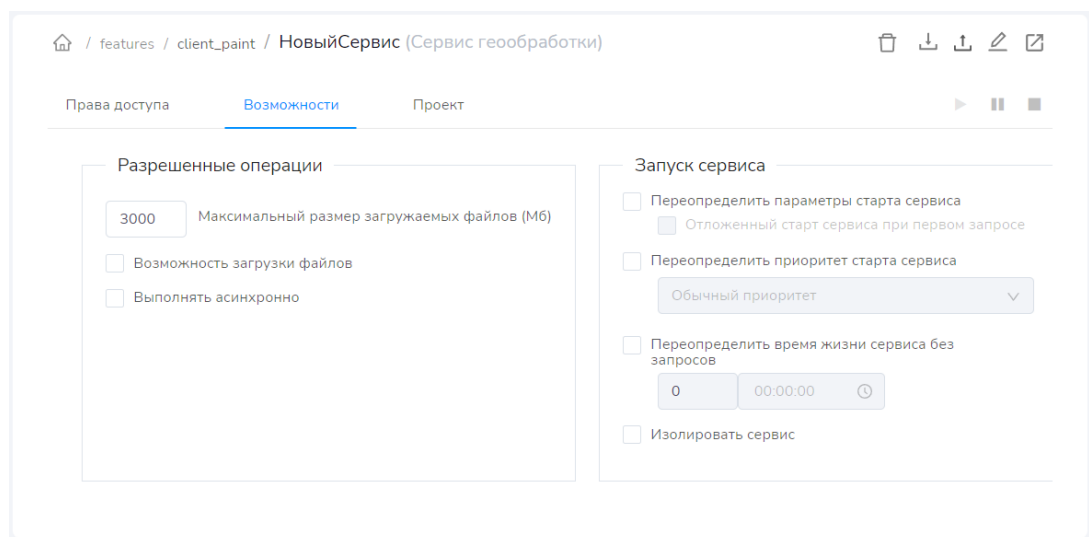 / features / client_paint / НовыйСервис (Сервис геообработки)
Права доступа Возможности Проект
Разрешенные операции
3000 Максимальный размер загружаемых файлов (Мб)
Возможность загрузки файлов
Выполнять асинхронно
Запуск сервиса
Переопределить параметры старта сервиса
Отложенный старт сервиса при первом запросе
Переопределить приоритет старта сервиса
Обычный приоритет
Переопределить время жизни сервиса без
запросов
0 00:00:00
Изолировать сервис